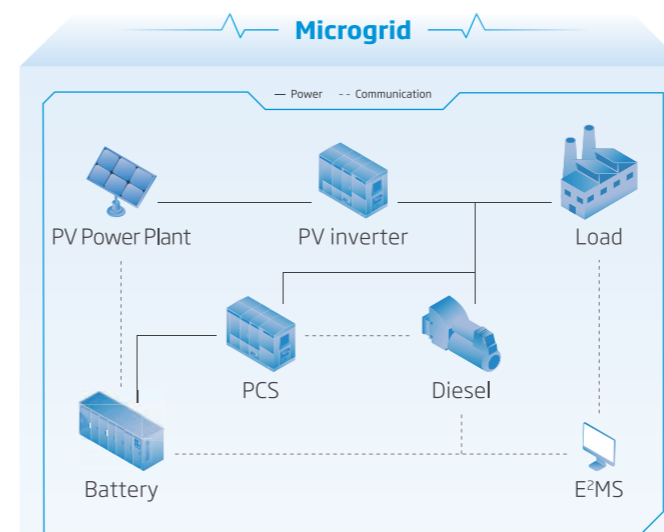 Microgrid
Power Communication
PV Power Plant
PV inverter
Load
PCS
Diesel
Battery
E²MS